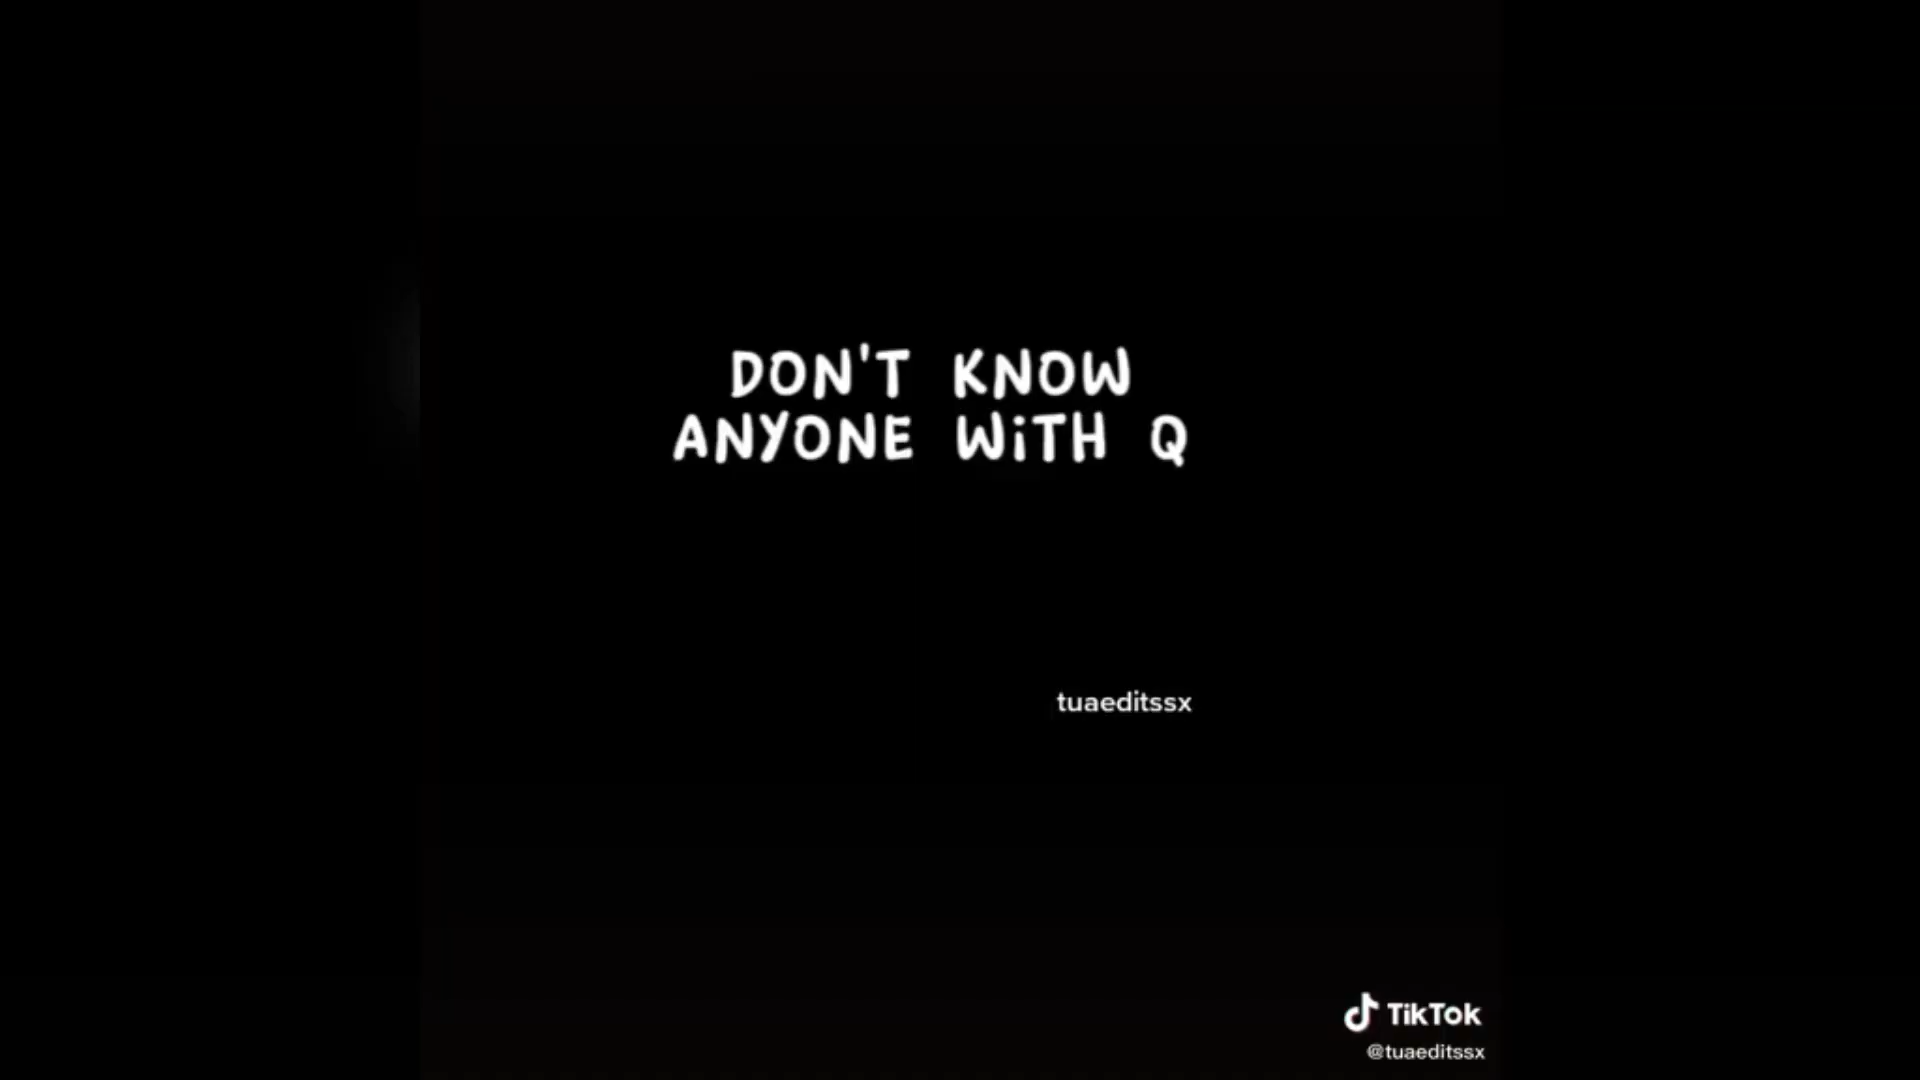 DON'T KNOW
ANYONE WiTH Q
tuaeditssx
TikTok
@tuaeditssx